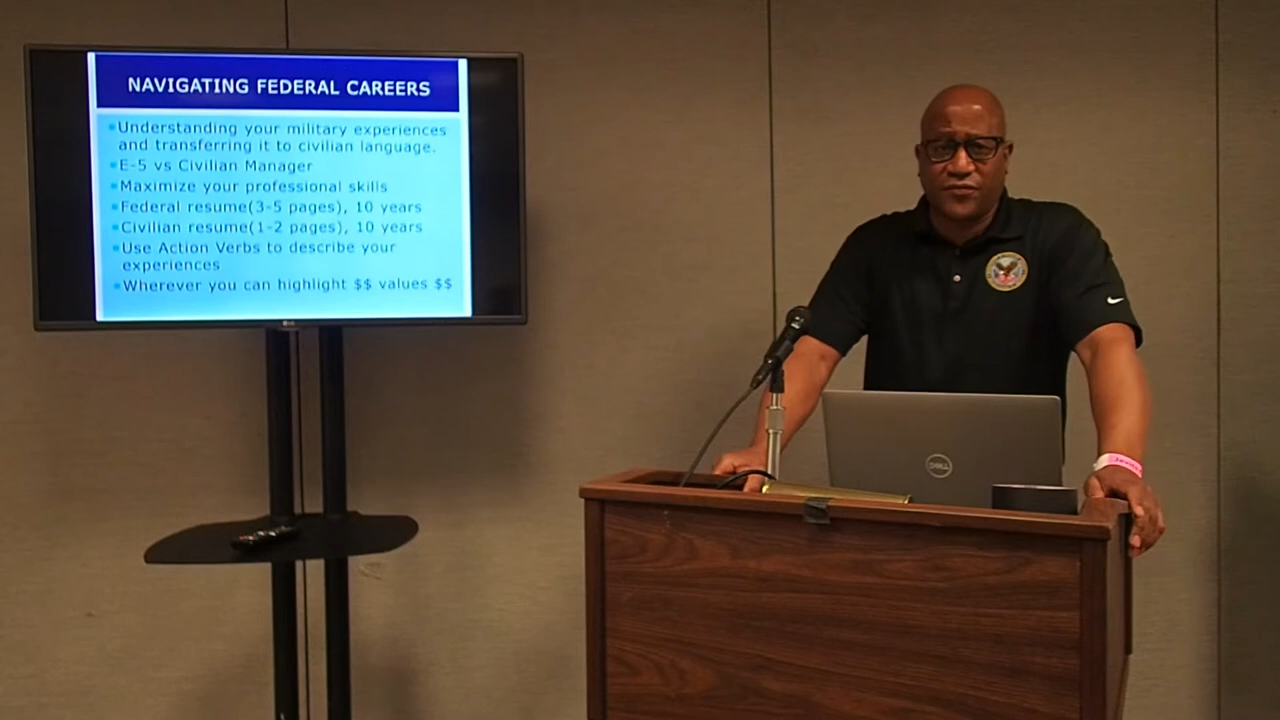 NAVIGATING FEDERAL CAREERS
Understanding your military experiences
and transferring it to civilian language.
E-5 vs Civilian Manager
Maximize your professional skills
Federal resume(3-5 pages), 10 years
Civilian resume(1-2 pages), 10 years
Use Action Verbs to describe your
experiences
Wherever you can highlight $$ values $$
LG
DELL